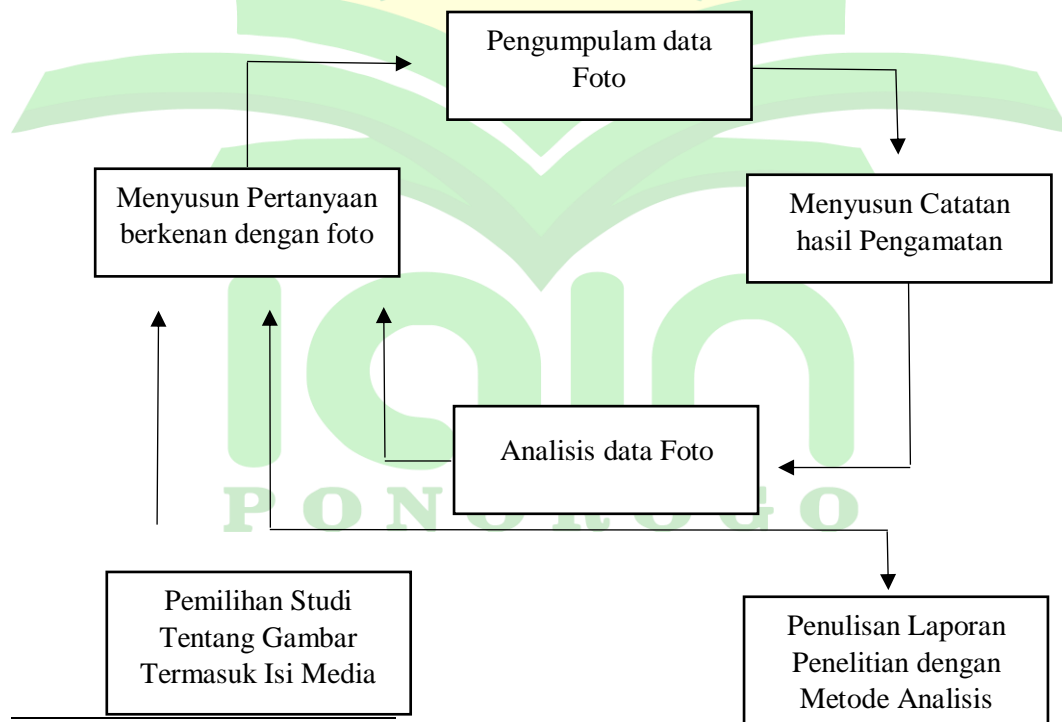 Pengumpulam data
Foto
Menyusun Pertanyaan
berkenan dengan foto
Menyusun Catatan
hasil Pengamatan
iain
Analisis data Foto
PONOROGO
Pemilihan Studi
Tentang Gambar
Termasuk Isi Media
Penulisan Laporan
Penelitian dengan
Metode Analisis